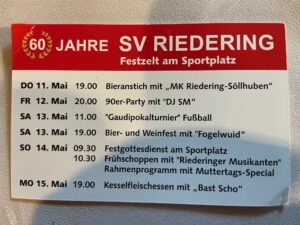 60 JAHRE SV RIEDERING
Festzelt am Sportplatz
DO 11. Mai 19.00 Bieranstich mit „MK Riedering-Söllhuben"
FR 12. Mai 20.00 90er-Party mit "DJ SM"
SA 13. Mai 11.00 "Gaudipokalturnier" Fußball
SA 13. Mai 19.00 Bier- und Weinfest mit "Fogelwuid"
SO 14. Mai 09.30 Festgottesdienst am Sportplatz
10.30 Frühschoppen mit "Riederinger Musikanten"
Rahmenprogramm mit Muttertags-Special
MO 15. Mai 19.00 Kesselfleischessen mit „Bast Scho"